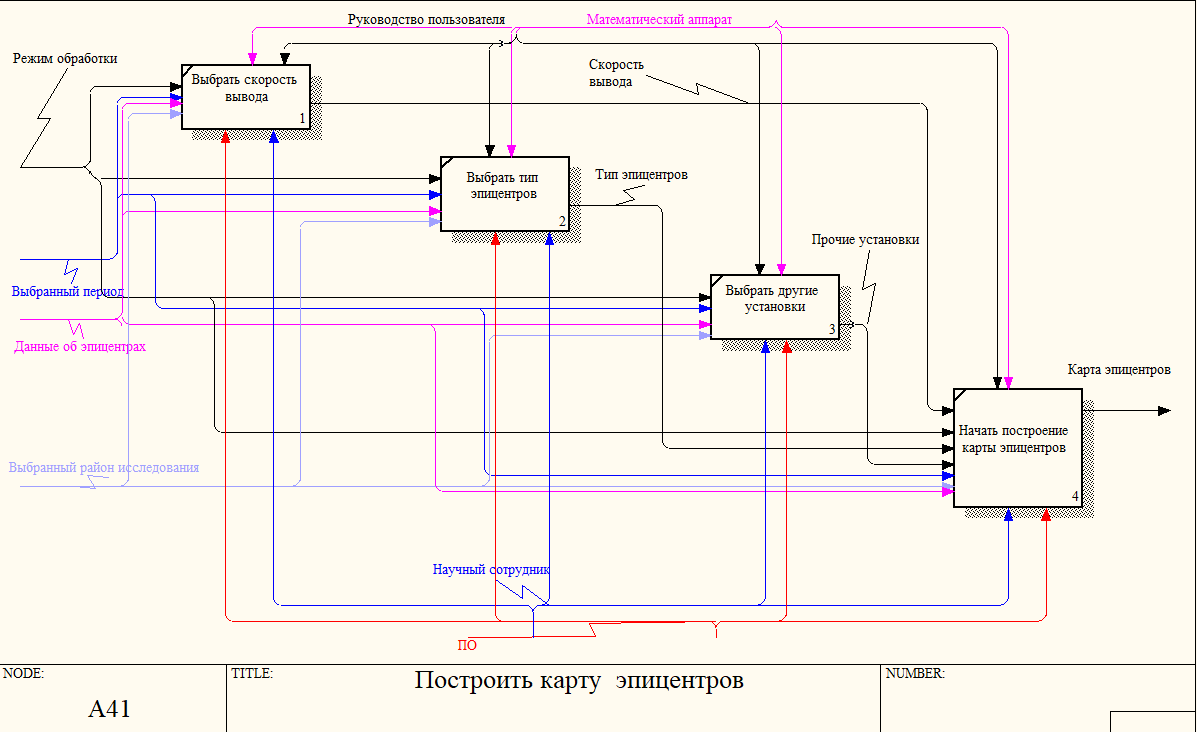 Руководство пользователя
Математический аппарат
Режим обработки
Скорость
вывода
Выбрать скорость
вывода
1
Выбрать тип
эпицентров
2
Тип эпицентров
Прочие установки
Выбранный период
Выбрать другие
установки
3
Данные об эпицентрах
Карта эпицентров
Начать построение
карты эпицентров
4
Выбранный район исследования
Научный сотрудник
ПО
NODE:
TITLE:
NUMBER:
Построить карту эпицентров
A41